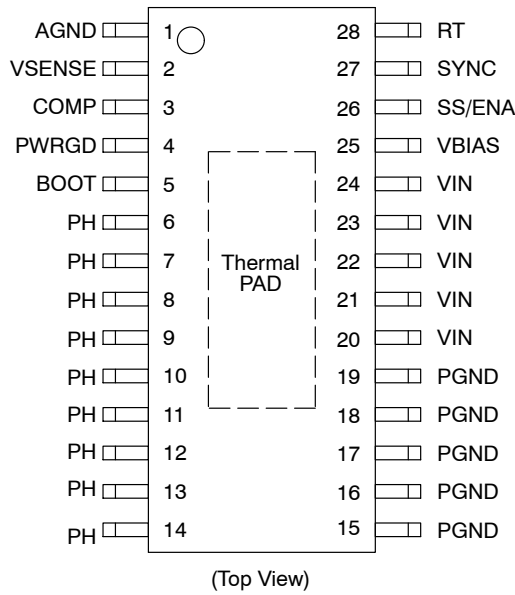 AGND 1 28 RT
VSENSE 2 27 SYNC
COMP 3 26 SS/ENA
PWRGD 4 25 VBIAS
BOOT 5 24 VIN
PH 6 23 VIN
PH 7 22 VIN
PH 8 21 VIN
PH 9 20 VIN
PH 10 19 PGND
PH 11 18 PGND
PH 12 17 PGND
PH 13 16 PGND
PH 14 15 PGND
Thermal
PAD
(Top View)